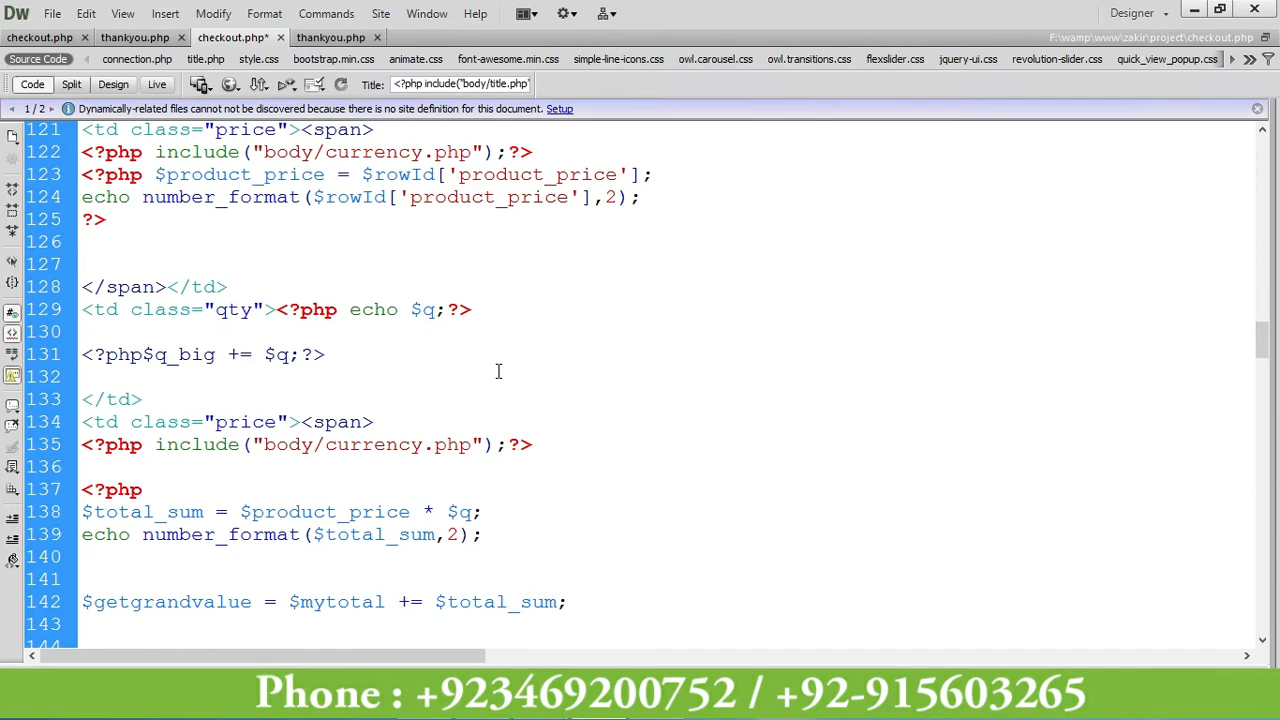 Dw File Edit View Insert Modify Format Commands Site Window Help Designer
checkout.php thankyou.php checkout.php* thankyou.php F:\wamp\www\zakir\project\checkout.php
Source Code connection.php title.php style.css bootstrap.min.css animate.css font-awesome.min.css simple-line-icons.css owl.carousel.css owl.transitions.css flexslider.css jquery-ui.css revolution-slider.css quick_view_popup.css
Code Split Design Live Title: <?php include("body/title.php"
1 / 2 Dynamically-related files cannot not be discovered because there is no site definition for this document. Setup
121 <td class="price"><span>
122 <?php include("body/currency.php");?>
123 <?php $product_price = $rowId['product_price'];
124 echo number_format($rowId['product_price'],2);
125 ?>
126
127
128 </span></td>
129 <td class="qty"><?php echo $q;?>
130
131 <?php$q_big += $q;?>
132
133 </td>
134 <td class="price"><span>
135 <?php include("body/currency.php");?>
136
137 <?php
138 $total_sum = $product_price * $q;
139 echo number_format($total_sum,2);
140
141
142 $getgrandvalue = $mytotal += $total_sum;
143
144
Phone : +923469200752 / +92-915603265